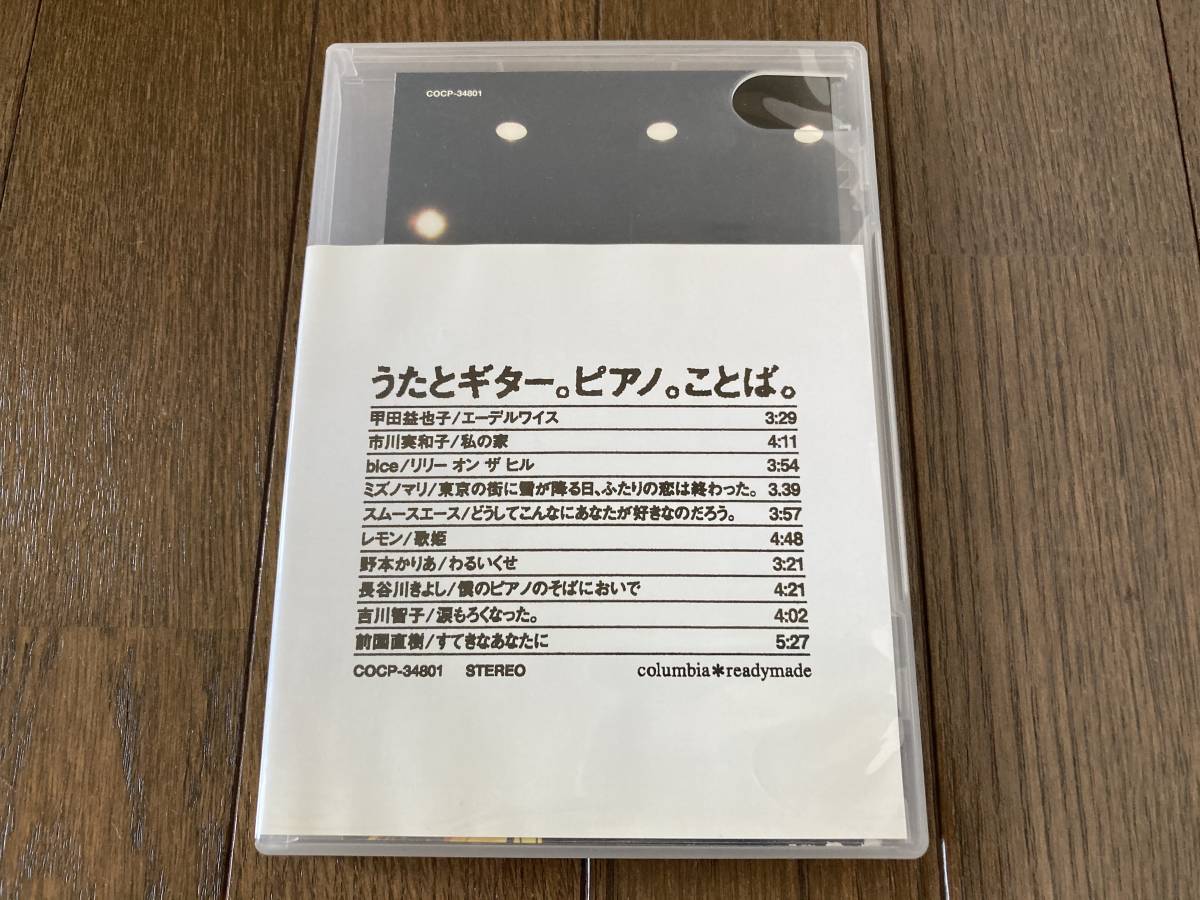 COCP-34801
うたとギター。ピアノ。ことば。
甲田益也子/エーデルワイス 3:29
市川実和子/私の家 4:11
bice/リリー オン ザ ヒル 3:54
ミズノマリ/東京の街に雪が降る日、ふたりの恋は終わった。 3.39
スムースエース/どうしてこんなにあなたが好きなのだろう。 3:57
レモン/歌姫 4:48
野本かりあ/わるいくせ 3:21
長谷川きよし/僕のピアノのそばにおいで 4:21
吉川智子/涙もろくなった。 4:02
前園直樹/すてきなあなたに 5:27
COCP-34801 STEREO columbia*readymade